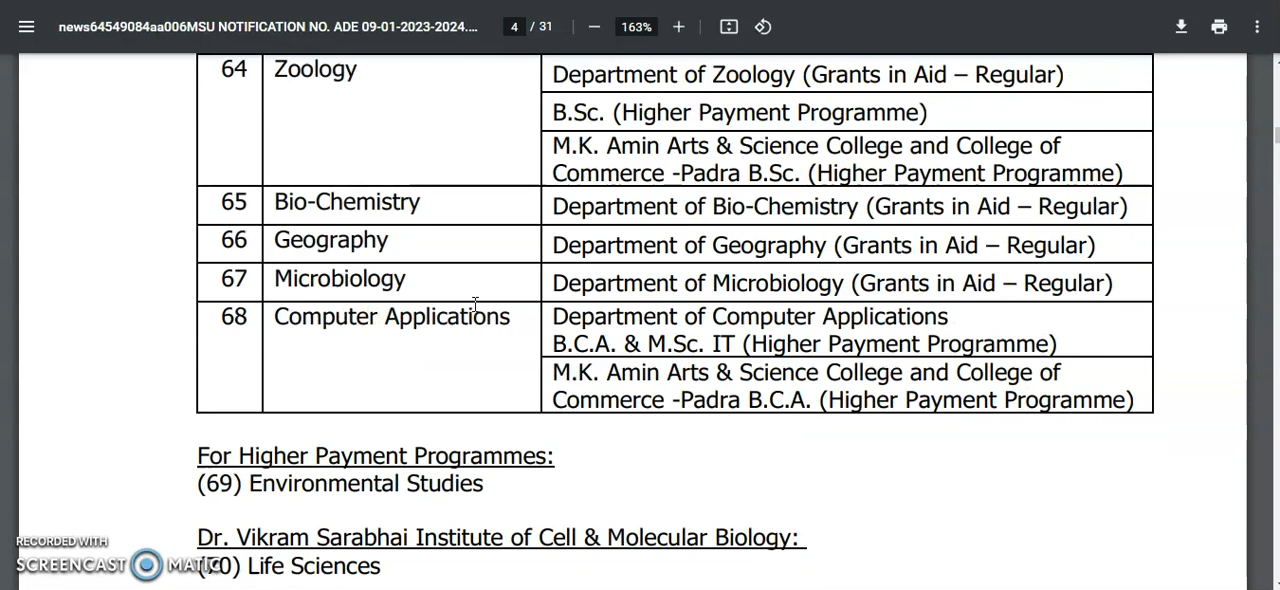 news64549084aa006MSU NOTIFICATION NO. ADE 09-01-2023-2024....
4 / 31
163%
64 Zoology Department of Zoology (Grants in Aid – Regular)
B.Sc. (Higher Payment Programme)
M.K. Amin Arts & Science College and College of
Commerce -Padra B.Sc. (Higher Payment Programme)
65 Bio-Chemistry Department of Bio-Chemistry (Grants in Aid – Regular)
66 Geography Department of Geography (Grants in Aid – Regular)
67 Microbiology Department of Microbiology (Grants in Aid – Regular)
68 Computer Applications Department of Computer Applications
B.C.A. & M.Sc. IT (Higher Payment Programme)
M.K. Amin Arts & Science College and College of
Commerce -Padra B.C.A. (Higher Payment Programme)
For Higher Payment Programmes:
(69) Environmental Studies
Dr. Vikram Sarabhai Institute of Cell & Molecular Biology:
(70) Life Sciences
RECORDED WITH
SCREENCAST MATIC